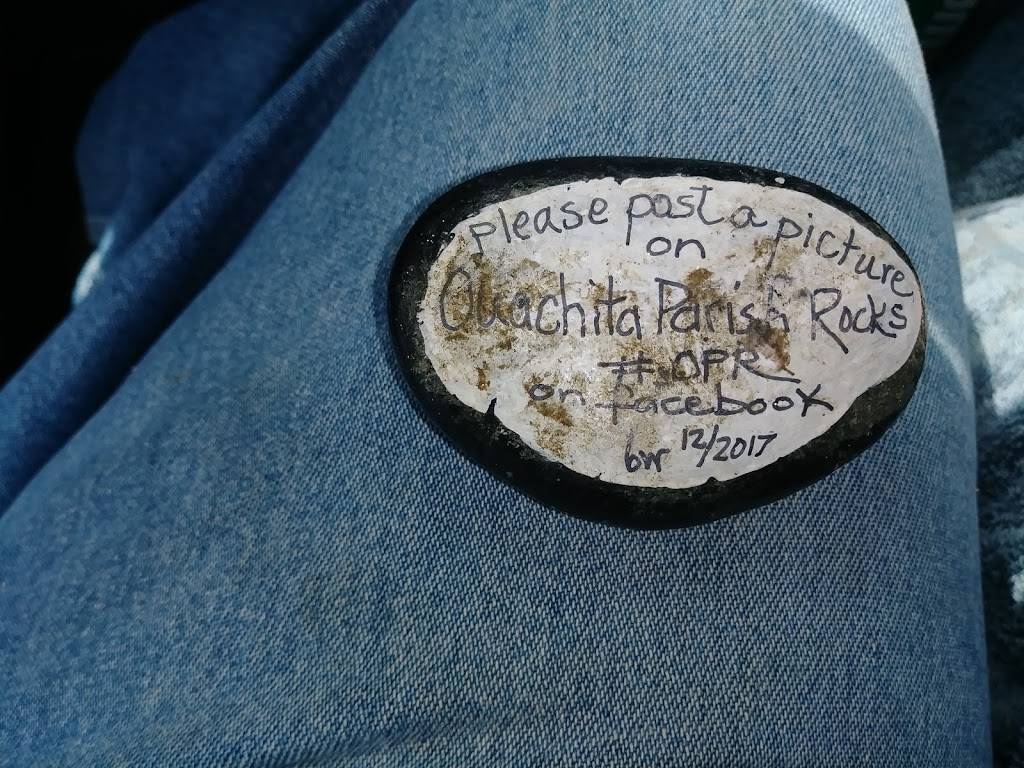 please post a picture
on
Ouachita Parish Rocks
#OPR
on facebook
bw 12/2017